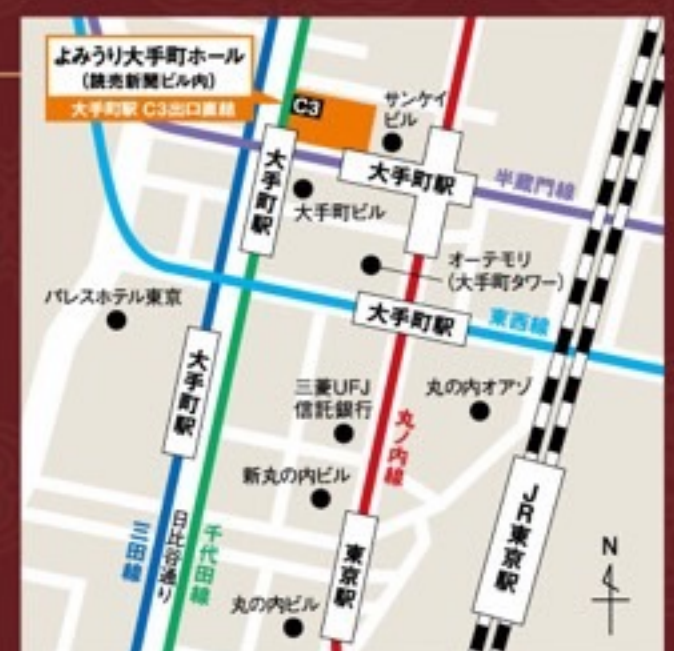 よみうり大手町ホール
(読売新聞ビル内)
大手町駅 C3出口直結
C3
サンケイ
ビル
大手町駅
大手町駅
半蔵門線
大手町ビル
オーテモリ
(大手町タワー)
パレスホテル東京
大手町駅
東西線
大手町駅
三菱UFJ
信託銀行
丸の内オアゾ
丸ノ内線
新丸の内ビル
JR東京駅
三田線
日比谷通り
千代田線
東京駅
N
丸の内ビル